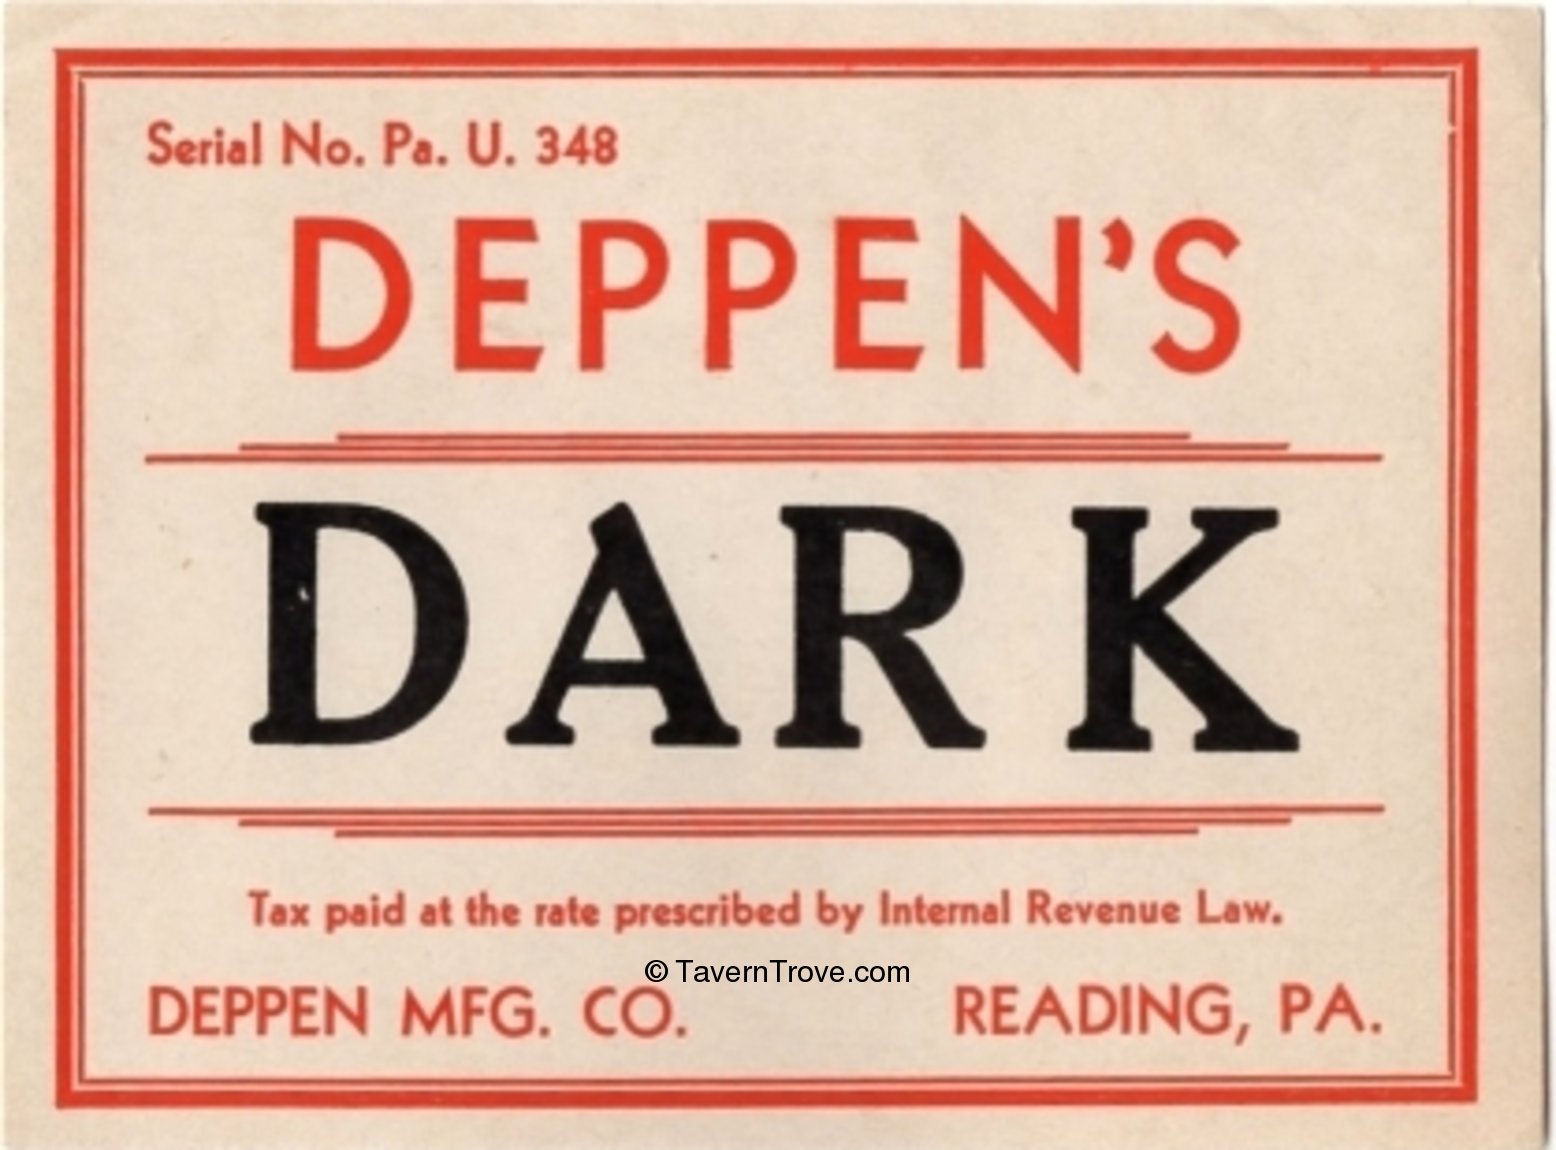 Serial No. Pa. U. 348
DEPPEN'S
DARK
Tax paid at the rate prescribed by Internal Revenue Law.
© TavernTrove.com
DEPPEN MFG. CO. READING, PA.